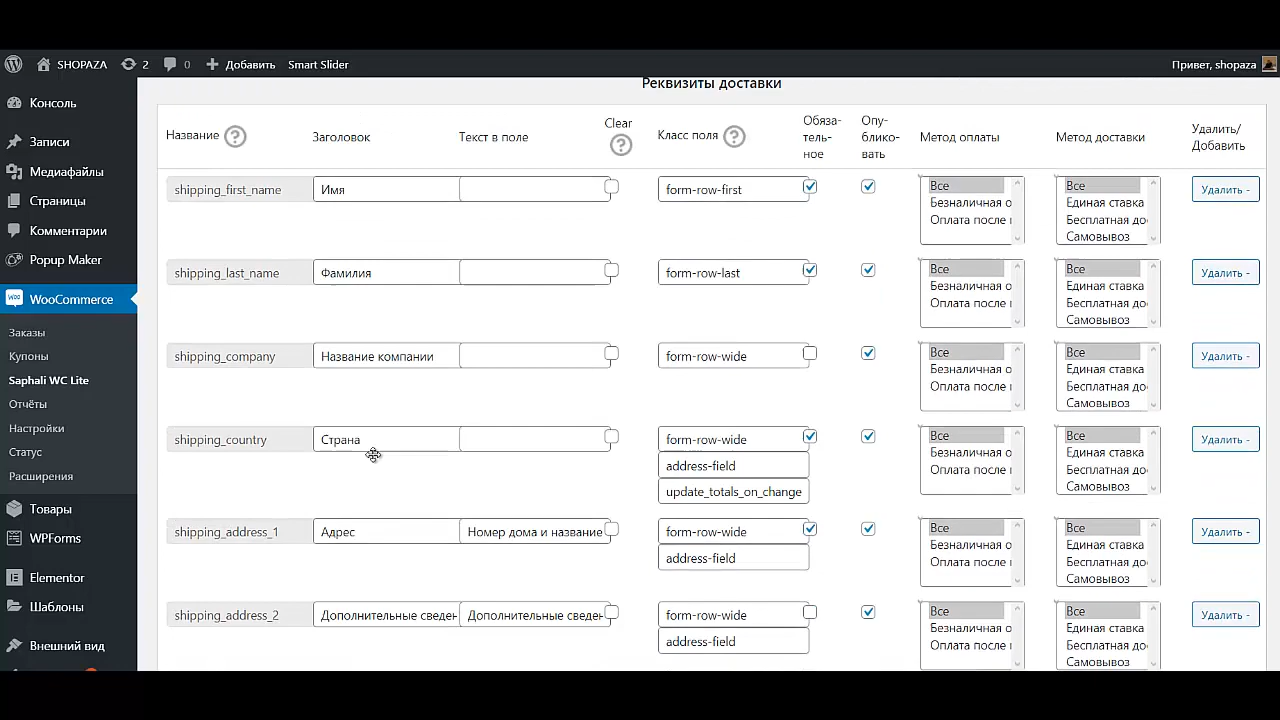 SHOPAZA 2 0 Добавить Smart Slider Привет, shopaza
Консоль
Записи
Медиафайлы
Страницы
Комментарии
Popup Maker
WooCommerce
Заказы
Купоны
Saphali WC Lite
Отчёты
Настройки
Статус
Расширения
Товары
WPForms
Elementor
Шаблоны
Внешний вид
Реквизиты доставки
Название ? Заголовок Текст в поле Clear ? Класс поля ? Обяза-
тель-
ное Опу-
блико-
вать Метод оплаты Метод доставки Удалить/
Добавить
shipping_first_name Имя form-row-first Все Все Удалить -
Безналичная о Единая ставка
Оплата после Бесплатная до
Самовывоз
shipping_last_name Фамилия form-row-last Все Все Удалить -
Безналичная о Единая ставка
Оплата после Бесплатная до
Самовывоз
shipping_company Название компании form-row-wide Все Все Удалить -
Безналичная о Единая ставка
Оплата после Бесплатная до
Самовывоз
shipping_country Страна form-row-wide Все Все Удалить -
address-field Безналичная о Единая ставка
update_totals_on_change Оплата после Бесплатная до
Самовывоз
shipping_address_1 Адрес Номер дома и название form-row-wide Все Все Удалить -
address-field Безналичная о Единая ставка
Оплата после Бесплатная до
Самовывоз
shipping_address_2 Дополнительные сведен Дополнительные сведен form-row-wide Все Все Удалить -
address-field Безналичная о Единая ставка
Оплата после Бесплатная до
Самовывоз